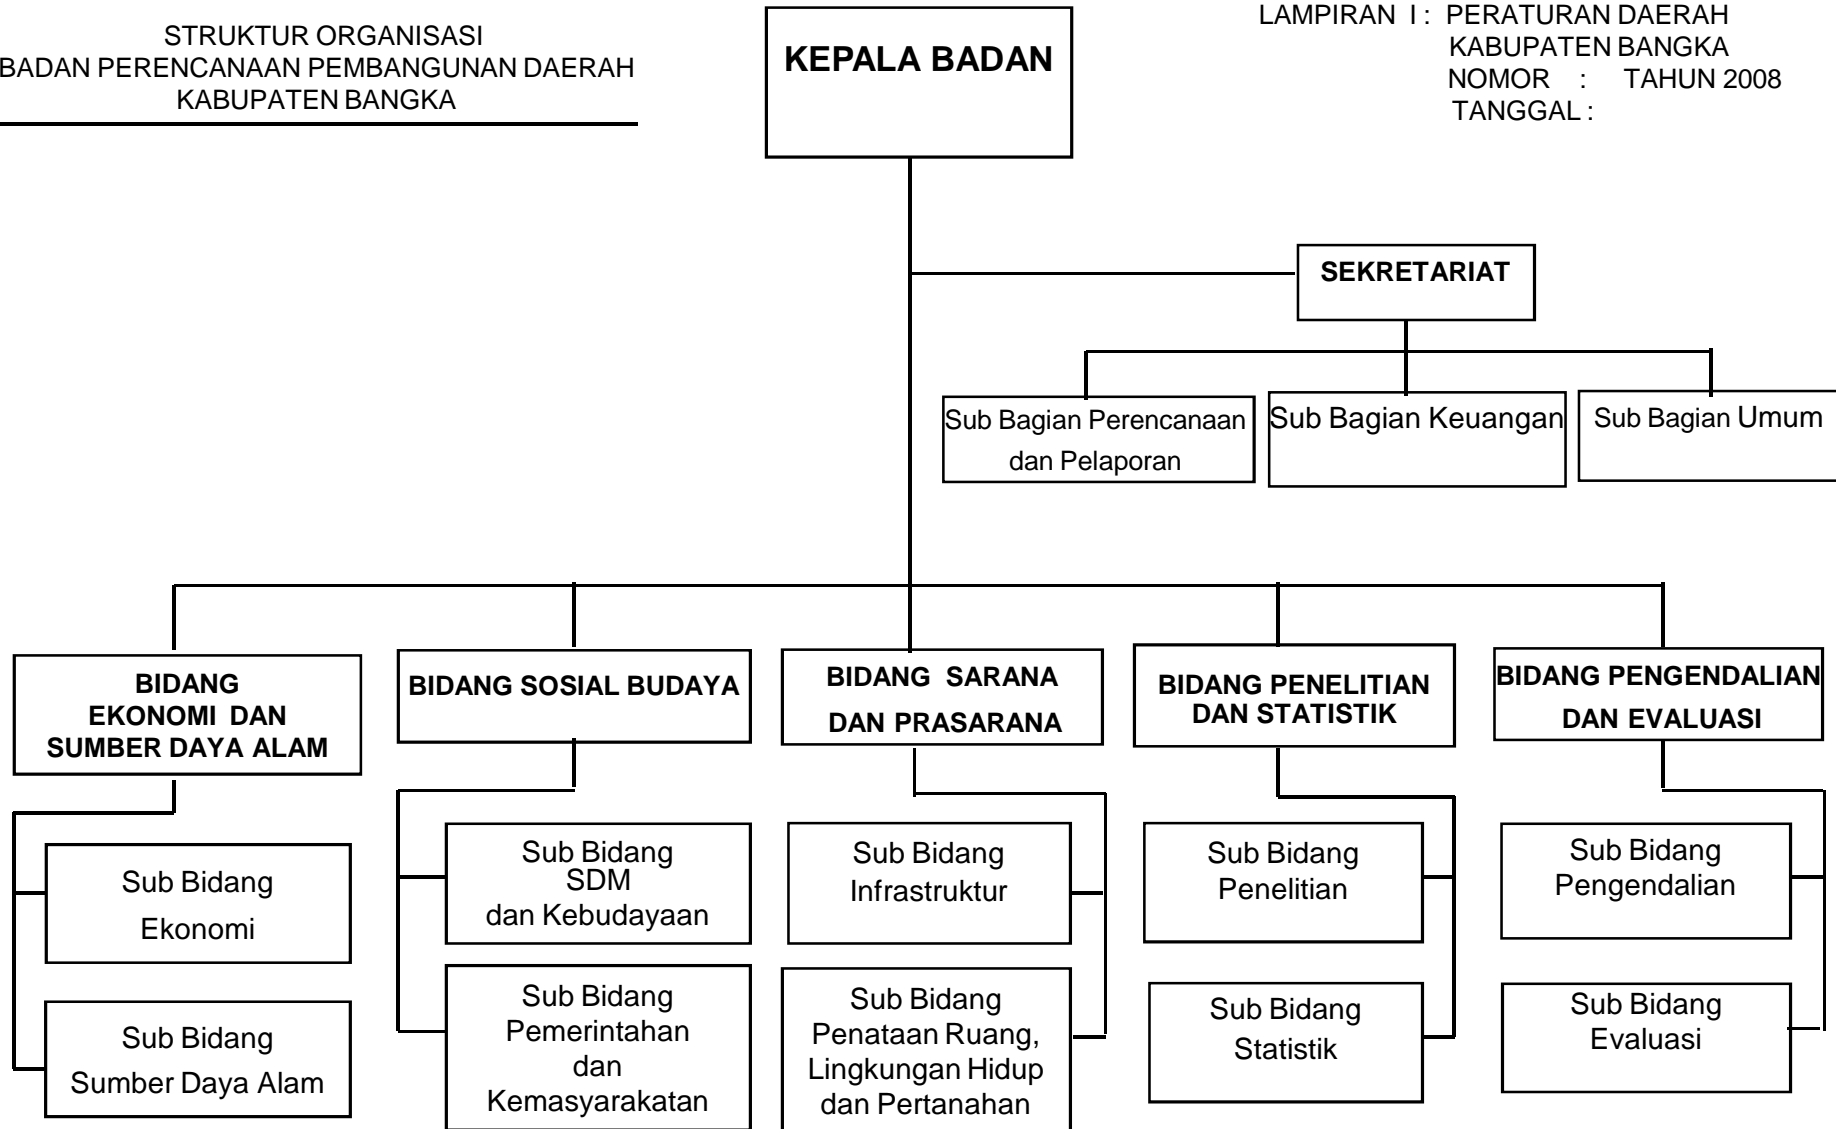 STRUKTUR ORGANISASI
BADAN PERENCANAAN PEMBANGUNAN DAERAH
KABUPATEN BANGKA
KEPALA BADAN
LAMPIRAN I : PERATURAN DAERAH
KABUPATEN BANGKA
NOMOR : TAHUN 2008
TANGGAL :
SEKRETARIAT
Sub Bagian Perencanaan
dan Pelaporan
Sub Bagian Keuangan
Sub Bagian Umum
BIDANG
EKONOMI DAN
SUMBER DAYA ALAM
BIDANG SOSIAL BUDAYA
BIDANG SARANA
DAN PRASARANA
BIDANG PENELITIAN
DAN STATISTIK
BIDANG PENGENDALIAN
DAN EVALUASI
Sub Bidang
Ekonomi
Sub Bidang
SDM
dan Kebudayaan
Sub Bidang
Infrastruktur
Sub Bidang
Penelitian
Sub Bidang
Pengendalian
Sub Bidang
Sumber Daya Alam
Sub Bidang
Pemerintahan
dan
Kemasyarakatan
Sub Bidang
Penataan Ruang,
Lingkungan Hidup
dan Pertanahan
Sub Bidang
Statistik
Sub Bidang
Evaluasi